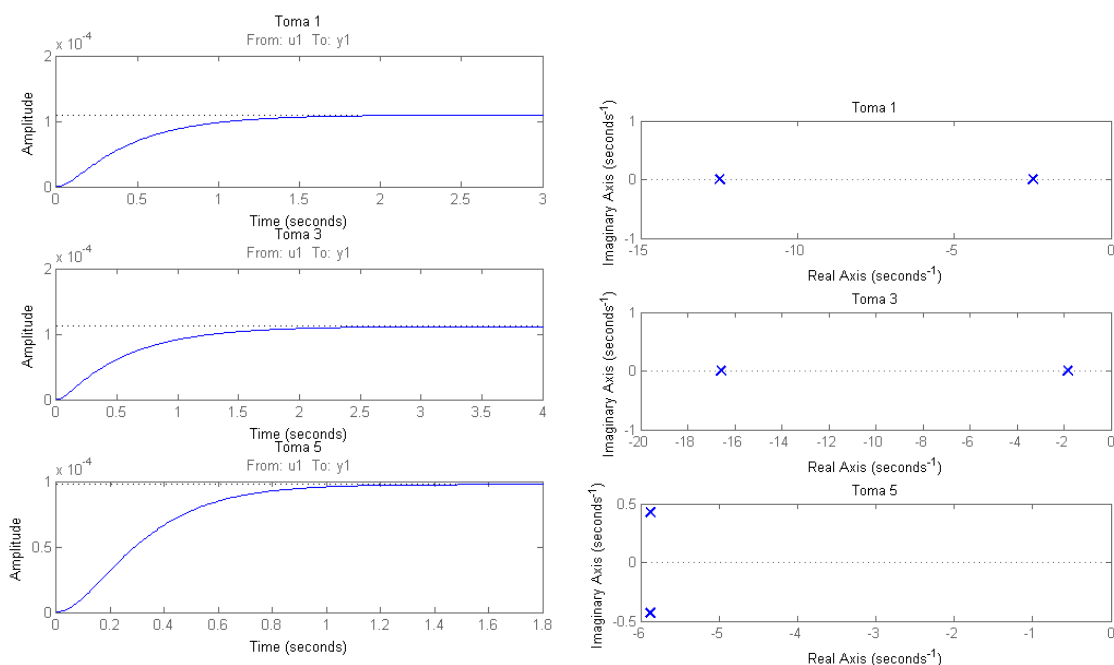 Toma 1
From: u1 To: y1
x 10^-4
2
1
0
Amplitude
0 0.5 1 1.5 2 2.5 3
Time (seconds)
Toma 3
From: u1 To: y1
x 10^-4
2
1
0
Amplitude
0 0.5 1 1.5 2 2.5 3 3.5 4
Time (seconds)
Toma 5
From: u1 To: y1
x 10^-4
1
0.5
0
Amplitude
0 0.2 0.4 0.6 0.8 1 1.2 1.4 1.6 1.8
Time (seconds)
Toma 1
1
0
-1
Imaginary Axis (seconds^-1)
-15 -10 -5 0
Real Axis (seconds^-1)
Toma 3
1
0
-1
Imaginary Axis (seconds^-1)
-20 -18 -16 -14 -12 -10 -8 -6 -4 -2 0
Real Axis (seconds^-1)
Toma 5
0.5
0
-0.5
Imaginary Axis (seconds^-1)
-6 -5 -4 -3 -2 -1 0
Real Axis (seconds^-1)